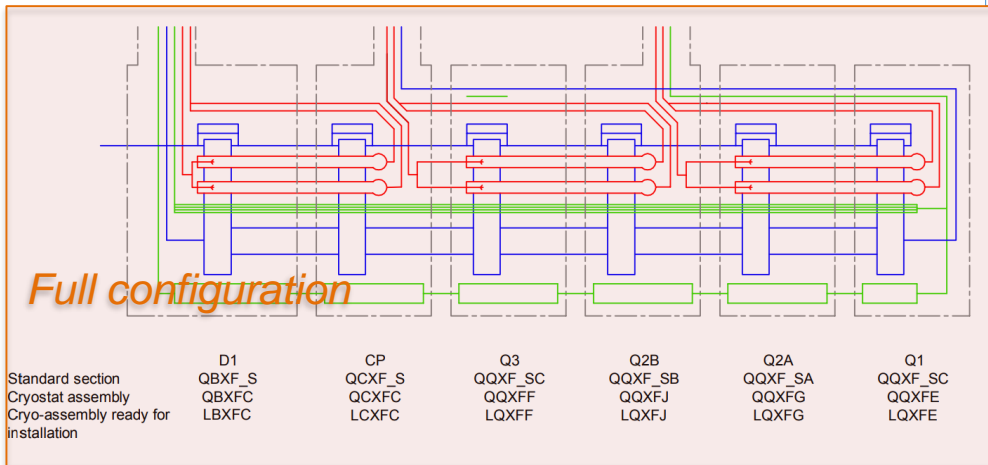 Full configuration
D1 CP Q3 Q2B Q2A Q1
Standard section QBXF_S QCXF_S QQXF_SC QQXF_SB QQXF_SA QQXF_SC
Cryostat assembly QBXFC QCXFC QQXFF QQXFJ QQXFG QQXFE
Cryo-assembly ready for LBXFC LCXFC LQXFF LQXFJ LQXFG LQXFE
installation